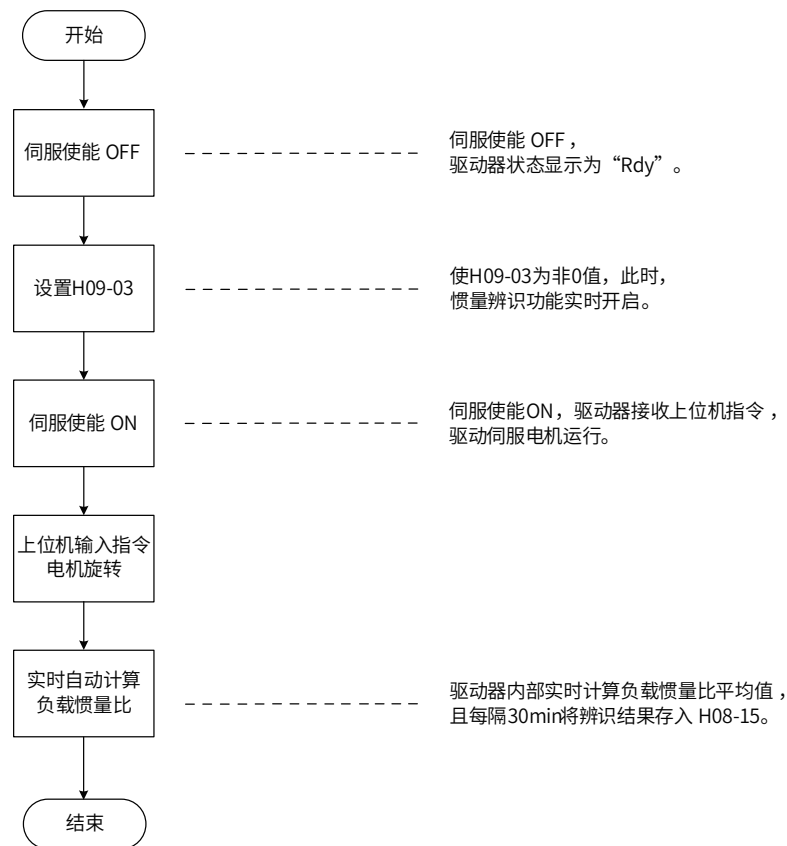 开始
伺服使能 OFF
伺服使能 OFF，
驱动器状态显示为“Rdy”。
设置H09-03
使H09-03为非0值，此时，
惯量辨识功能实时开启。
伺服使能 ON
伺服使能ON，驱动器接收上位机指令，
驱动伺服电机运行。
上位机输入指令
电机旋转
实时自动计算
负载惯量比
驱动器内部实时计算负载惯量比平均值，
且每隔30min将辨识结果存入 H08-15。
结束